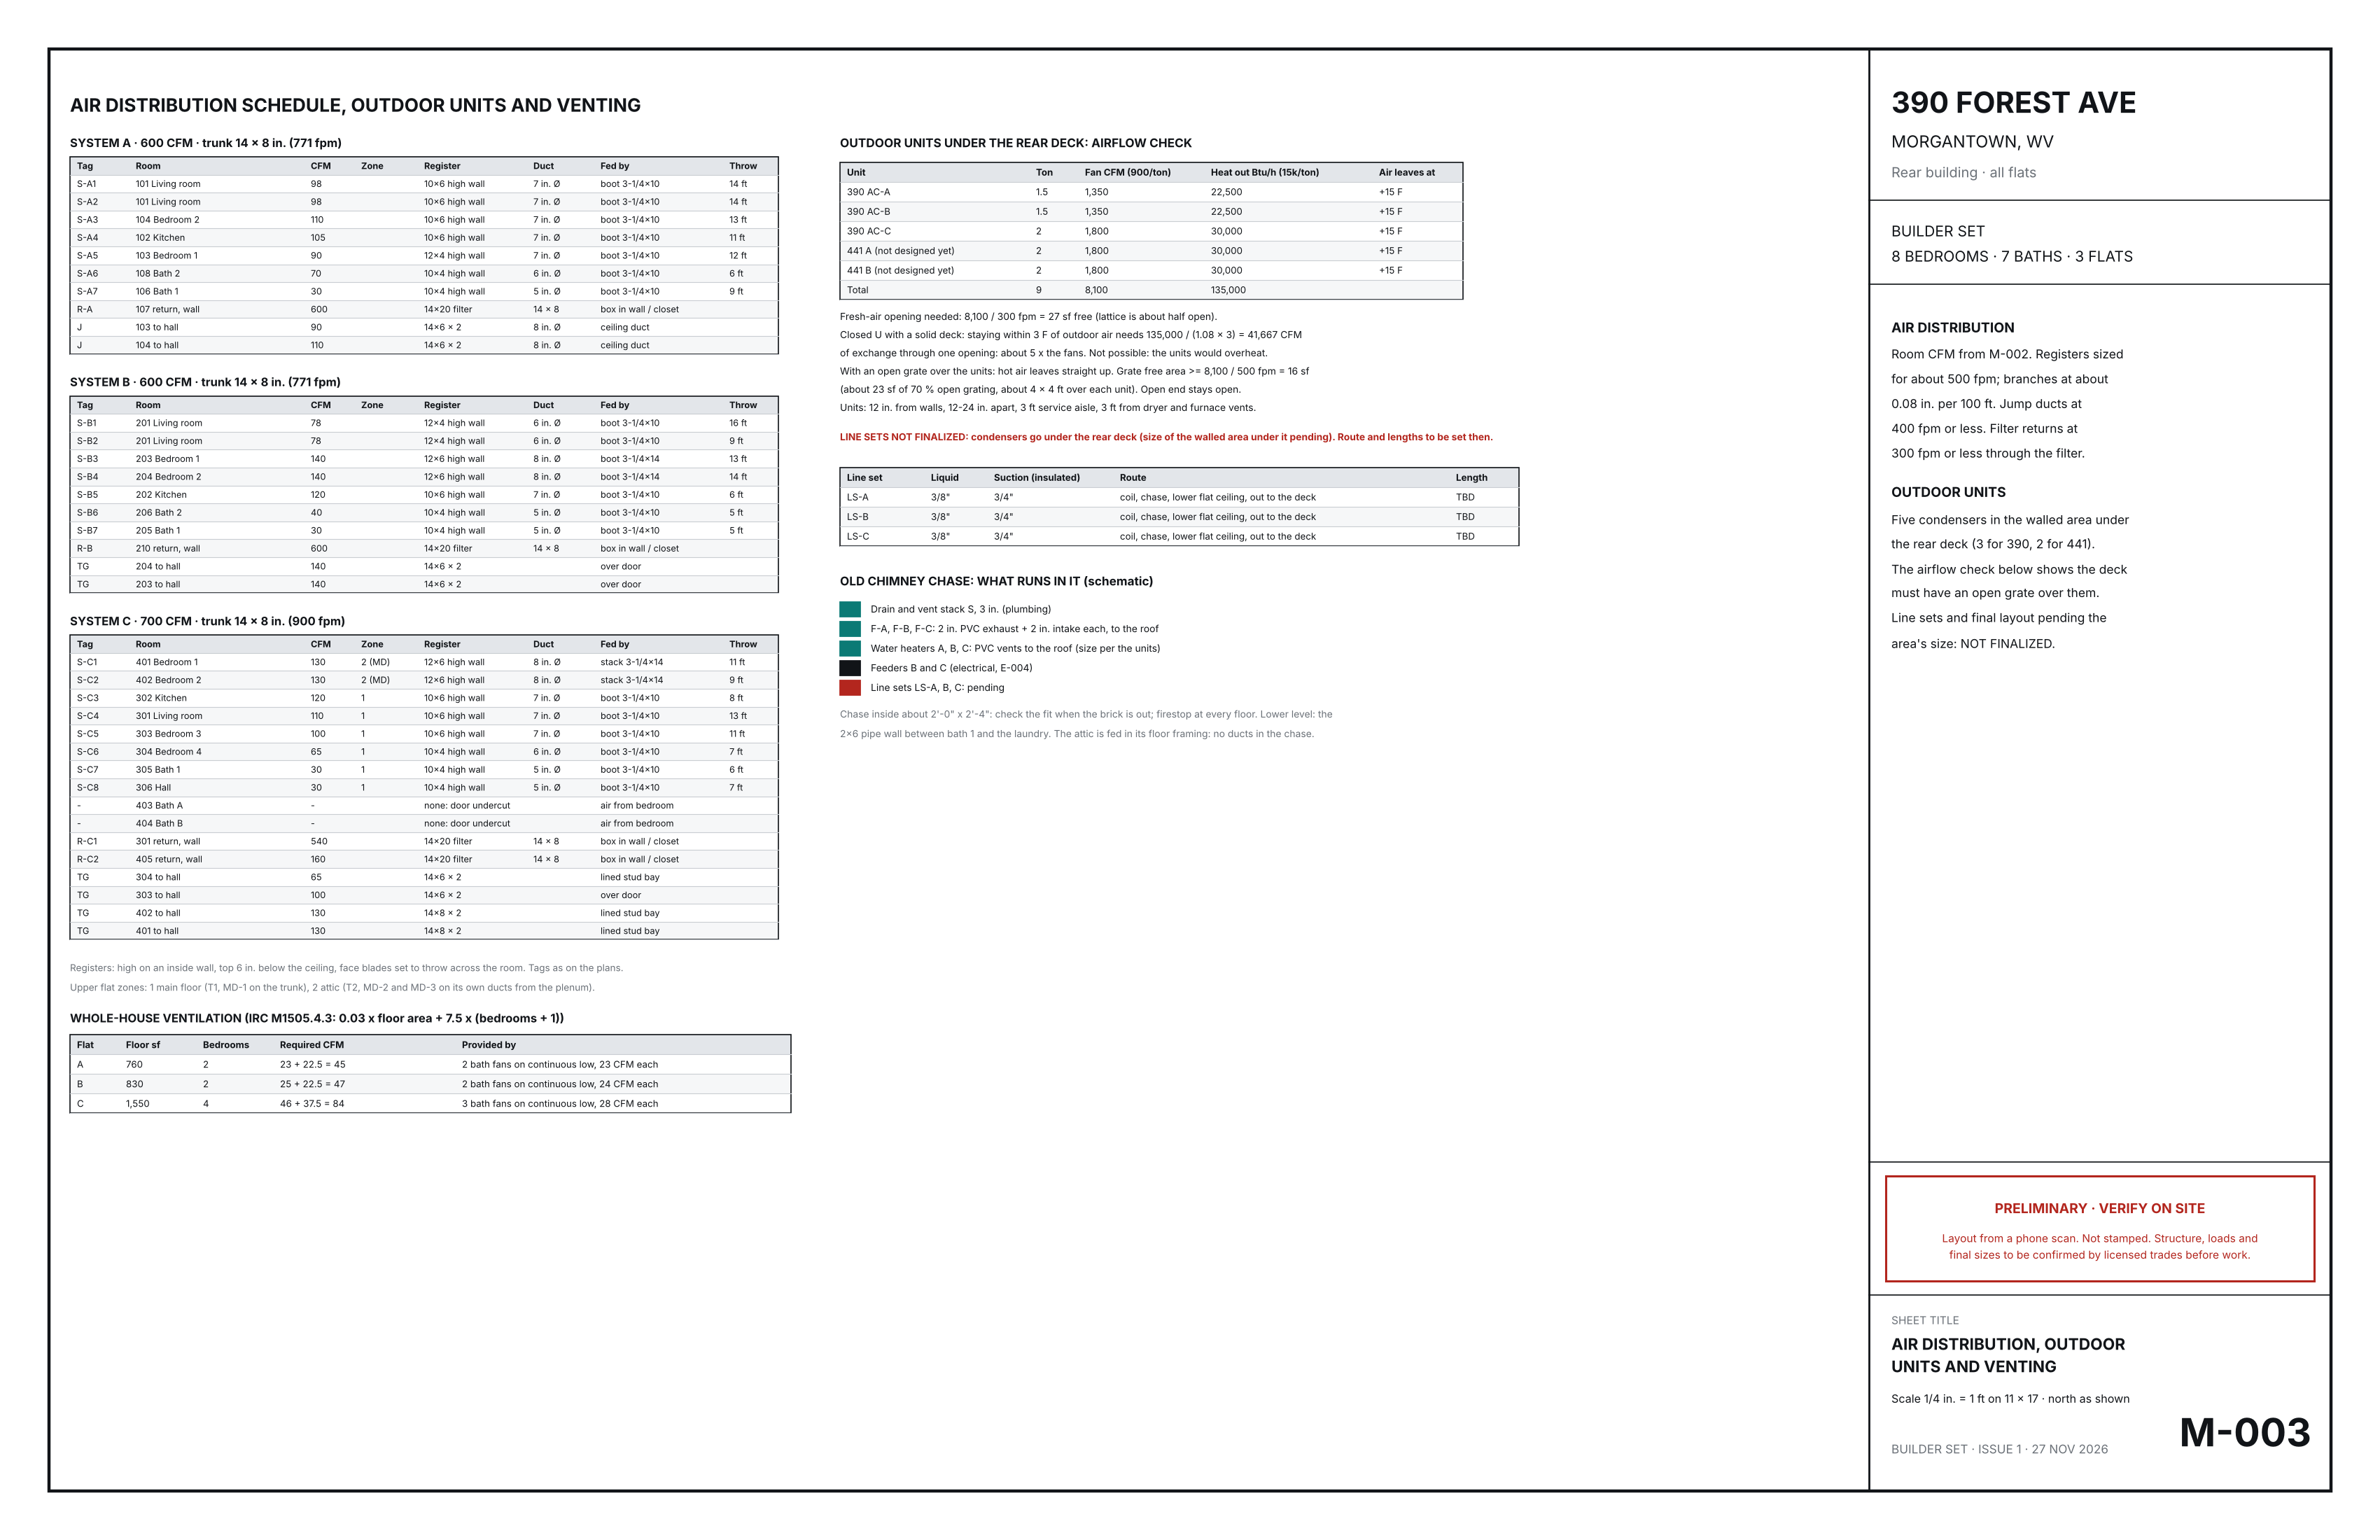 AIR DISTRIBUTION SCHEDULE, OUTDOOR UNITS AND VENTING
SYSTEM A · 600 CFM · trunk 14 × 8 in. (771 fpm)
Tag Room CFM Zone Register Duct Fed by Throw
S-A1 101 Living room 98 10×6 high wall 7 in. Ø boot 3-1/4×10 14 ft
S-A2 101 Living room 98 10×6 high wall 7 in. Ø boot 3-1/4×10 14 ft
S-A3 104 Bedroom 2 110 10×6 high wall 7 in. Ø boot 3-1/4×10 13 ft
S-A4 102 Kitchen 105 10×6 high wall 7 in. Ø boot 3-1/4×10 11 ft
S-A5 103 Bedroom 1 90 12×4 high wall 7 in. Ø boot 3-1/4×10 12 ft
S-A6 108 Bath 2 70 10×4 high wall 6 in. Ø boot 3-1/4×10 6 ft
S-A7 106 Bath 1 30 10×4 high wall 5 in. Ø boot 3-1/4×10 9 ft
R-A 107 return, wall 600 14×20 filter 14 × 8 box in wall / closet
J 103 to hall 90 14×6 × 2 8 in. Ø ceiling duct
J 104 to hall 110 14×6 × 2 8 in. Ø ceiling duct
SYSTEM B · 600 CFM · trunk 14 × 8 in. (771 fpm)
Tag Room CFM Zone Register Duct Fed by Throw
S-B1 201 Living room 78 12×4 high wall 6 in. Ø boot 3-1/4×10 16 ft
S-B2 201 Living room 78 12×4 high wall 6 in. Ø boot 3-1/4×10 9 ft
S-B3 203 Bedroom 1 140 12×6 high wall 8 in. Ø boot 3-1/4×14 13 ft
S-B4 204 Bedroom 2 140 12×6 high wall 8 in. Ø boot 3-1/4×14 14 ft
S-B5 202 Kitchen 120 10×6 high wall 7 in. Ø boot 3-1/4×10 6 ft
S-B6 206 Bath 2 40 10×4 high wall 5 in. Ø boot 3-1/4×10 5 ft
S-B7 205 Bath 1 30 10×4 high wall 5 in. Ø boot 3-1/4×10 5 ft
R-B 210 return, wall 600 14×20 filter 14 × 8 box in wall / closet
TG 204 to hall 140 14×6 × 2 over door
TG 203 to hall 140 14×6 × 2 over door
SYSTEM C · 700 CFM · trunk 14 × 8 in. (900 fpm)
Tag Room CFM Zone Register Duct Fed by Throw
S-C1 401 Bedroom 1 130 2 (MD) 12×6 high wall 8 in. Ø stack 3-1/4×14 11 ft
S-C2 402 Bedroom 2 130 2 (MD) 12×6 high wall 8 in. Ø stack 3-1/4×14 9 ft
S-C3 302 Kitchen 120 1 10×6 high wall 7 in. Ø boot 3-1/4×10 8 ft
S-C4 301 Living room 110 1 10×6 high wall 7 in. Ø boot 3-1/4×10 13 ft
S-C5 303 Bedroom 3 100 1 10×6 high wall 7 in. Ø boot 3-1/4×10 11 ft
S-C6 304 Bedroom 4 65 1 10×4 high wall 6 in. Ø boot 3-1/4×10 7 ft
S-C7 305 Bath 1 30 1 10×4 high wall 5 in. Ø boot 3-1/4×10 6 ft
S-C8 306 Hall 30 1 10×4 high wall 5 in. Ø boot 3-1/4×10 7 ft
- 403 Bath A - none: door undercut air from bedroom
- 404 Bath B - none: door undercut air from bedroom
R-C1 301 return, wall 540 14×20 filter 14 × 8 box in wall / closet
R-C2 405 return, wall 160 14×20 filter 14 × 8 box in wall / closet
TG 304 to hall 65 14×6 × 2 lined stud bay
TG 303 to hall 100 14×6 × 2 over door
TG 402 to hall 130 14×8 × 2 lined stud bay
TG 401 to hall 130 14×8 × 2 lined stud bay
Registers: high on an inside wall, top 6 in. below the ceiling, face blades set to throw across the room. Tags as on the plans.
Upper flat zones: 1 main floor (T1, MD-1 on the trunk), 2 attic (T2, MD-2 and MD-3 on its own ducts from the plenum).
WHOLE-HOUSE VENTILATION (IRC M1505.4.3: 0.03 x floor area + 7.5 x (bedrooms + 1))
Flat Floor sf Bedrooms Required CFM Provided by
A 760 2 23 + 22.5 = 45 2 bath fans on continuous low, 23 CFM each
B 830 2 25 + 22.5 = 47 2 bath fans on continuous low, 24 CFM each
C 1,550 4 46 + 37.5 = 84 3 bath fans on continuous low, 28 CFM each
OUTDOOR UNITS UNDER THE REAR DECK: AIRFLOW CHECK
Unit Ton Fan CFM (900/ton) Heat out Btu/h (15k/ton) Air leaves at
390 AC-A 1.5 1,350 22,500 +15 F
390 AC-B 1.5 1,350 22,500 +15 F
390 AC-C 2 1,800 30,000 +15 F
441 A (not designed yet) 2 1,800 30,000 +15 F
441 B (not designed yet) 2 1,800 30,000 +15 F
Total 9 8,100 135,000
Fresh-air opening needed: 8,100 / 300 fpm = 27 sf free (lattice is about half open).
Closed U with a solid deck: staying within 3 F of outdoor air needs 135,000 / (1.08 × 3) = 41,667 CFM
of exchange through one opening: about 5 x the fans. Not possible: the units would overheat.
With an open grate over the units: hot air leaves straight up. Grate free area >= 8,100 / 500 fpm = 16 sf
(about 23 sf of 70 % open grating, about 4 × 4 ft over each unit). Open end stays open.
Units: 12 in. from walls, 12-24 in. apart, 3 ft service aisle, 3 ft from dryer and furnace vents.
LINE SETS NOT FINALIZED: condensers go under the rear deck (size of the walled area under it pending). Route and lengths to be set then.
Line set Liquid Suction (insulated) Route Length
LS-A 3/8" 3/4" coil, chase, lower flat ceiling, out to the deck TBD
LS-B 3/8" 3/4" coil, chase, lower flat ceiling, out to the deck TBD
LS-C 3/8" 3/4" coil, chase, lower flat ceiling, out to the deck TBD
OLD CHIMNEY CHASE: WHAT RUNS IN IT (schematic)
Drain and vent stack S, 3 in. (plumbing)
F-A, F-B, F-C: 2 in. PVC exhaust + 2 in. intake each, to the roof
Water heaters A, B, C: PVC vents to the roof (size per the units)
Feeders B and C (electrical, E-004)
Line sets LS-A, B, C: pending
Chase inside about 2'-0" x 2'-4": check the fit when the brick is out; firestop at every floor. Lower level: the
2×6 pipe wall between bath 1 and the laundry. The attic is fed in its floor framing: no ducts in the chase.
390 FOREST AVE
MORGANTOWN, WV
Rear building · all flats
BUILDER SET
8 BEDROOMS · 7 BATHS · 3 FLATS
AIR DISTRIBUTION
Room CFM from M-002. Registers sized
for about 500 fpm; branches at about
0.08 in. per 100 ft. Jump ducts at
400 fpm or less. Filter returns at
300 fpm or less through the filter.
OUTDOOR UNITS
Five condensers in the walled area under
the rear deck (3 for 390, 2 for 441).
The airflow check below shows the deck
must have an open grate over them.
Line sets and final layout pending the
area's size: NOT FINALIZED.
PRELIMINARY · VERIFY ON SITE
Layout from a phone scan. Not stamped. Structure, loads and
final sizes to be confirmed by licensed trades before work.
SHEET TITLE
AIR DISTRIBUTION, OUTDOOR
UNITS AND VENTING
Scale 1/4 in. = 1 ft on 11 × 17 · north as shown
BUILDER SET · ISSUE 1 · 27 NOV 2026
M-003